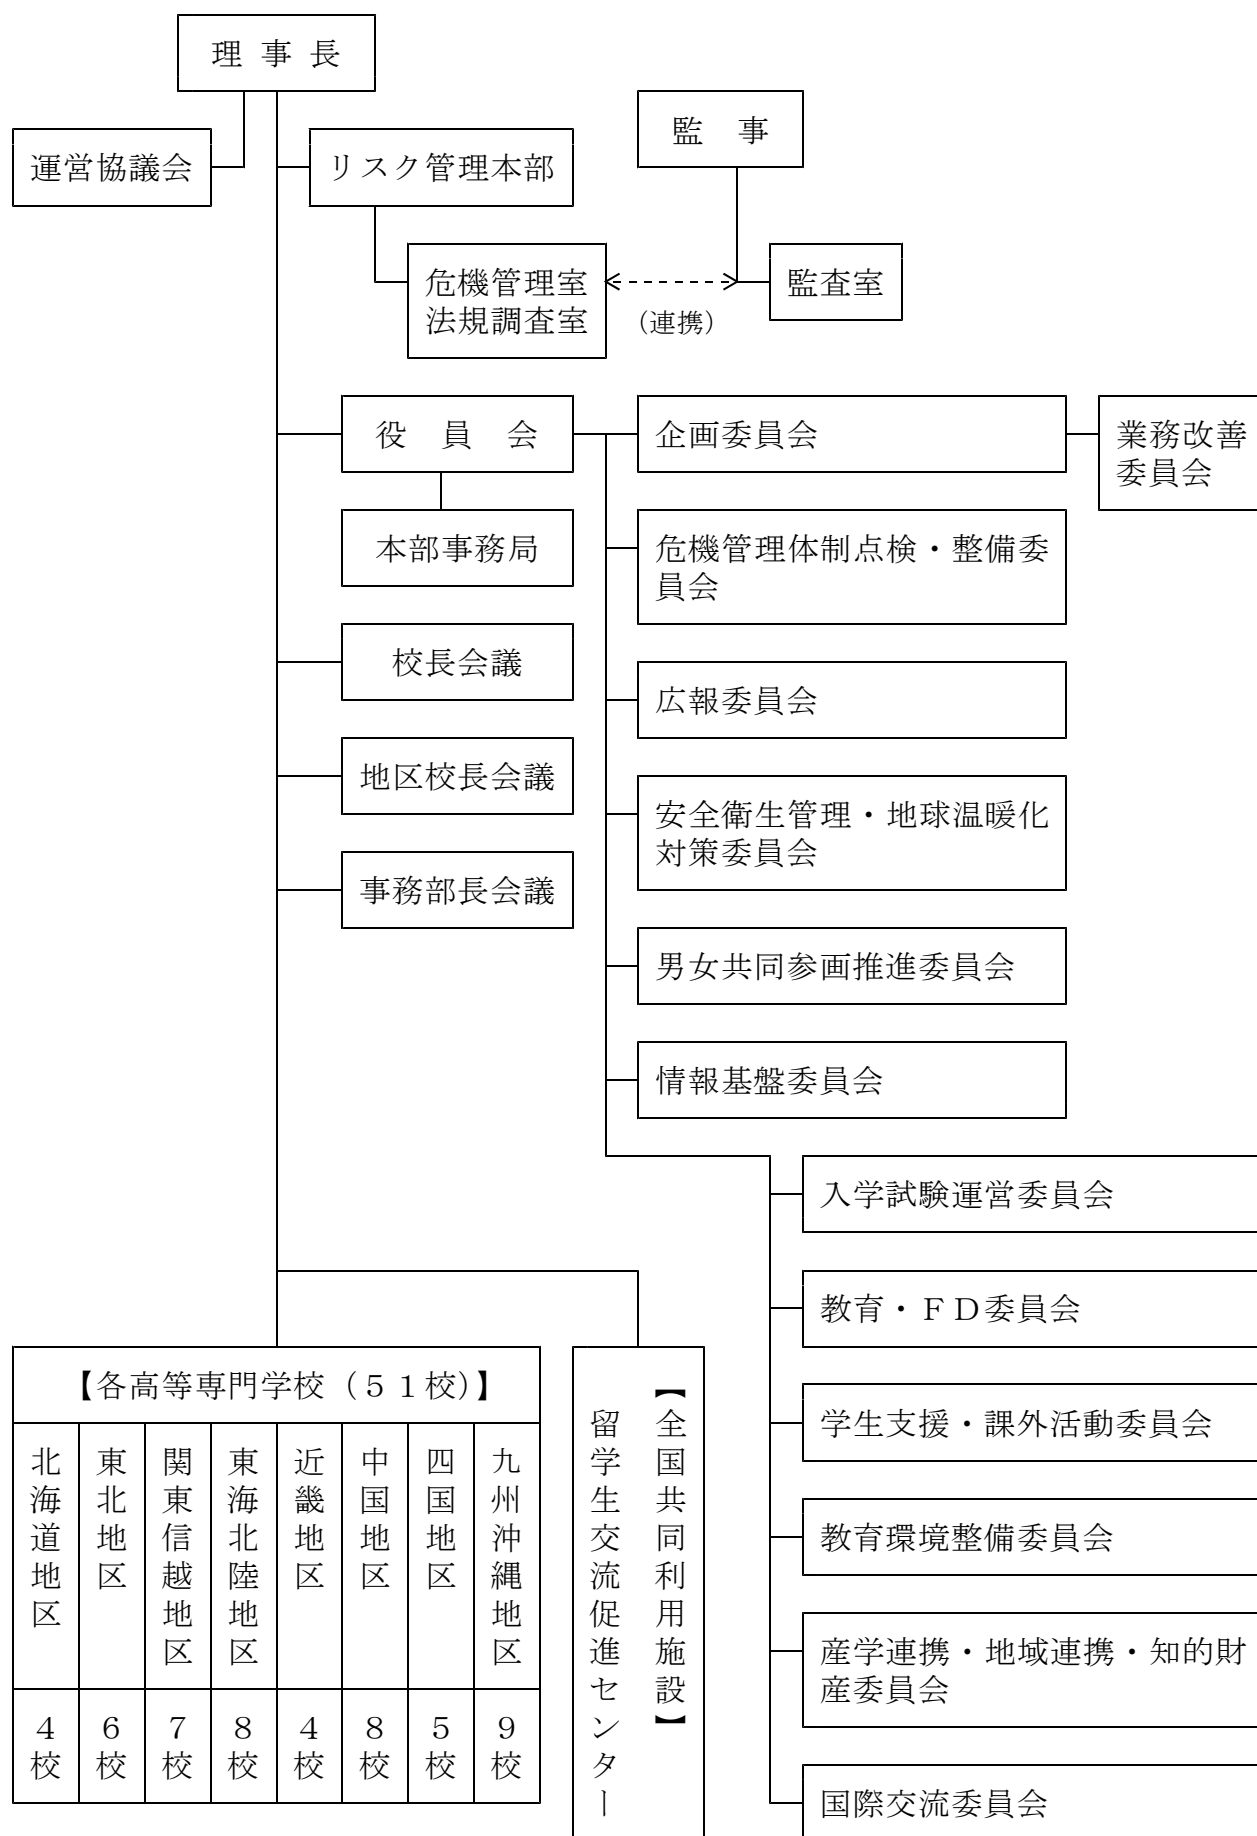 理 事 長
監　事
運営協議会
リスク管理本部
危機管理室
法規調査室
（連携）
監査室
役　員　会
企画委員会
業務改善
委員会
本部事務局
危機管理体制点検・整備委
員会
校長会議
広報委員会
地区校長会議
安全衛生管理・地球温暖化
対策委員会
事務部長会議
男女共同参画推進委員会
情報基盤委員会
入学試験運営委員会
教育・ＦＤ委員会
学生支援・課外活動委員会
教育環境整備委員会
産学連携・地域連携・知的財
産委員会
国際交流委員会
【各高等専門学校（５１校）】
北海道地区
東北地区
関東信越地区
東海北陸地区
近畿地区
中国地区
四国地区
九州沖縄地区
４校
６校
７校
８校
４校
８校
５校
９校
【全国共同利用施設】
留学生交流促進センター